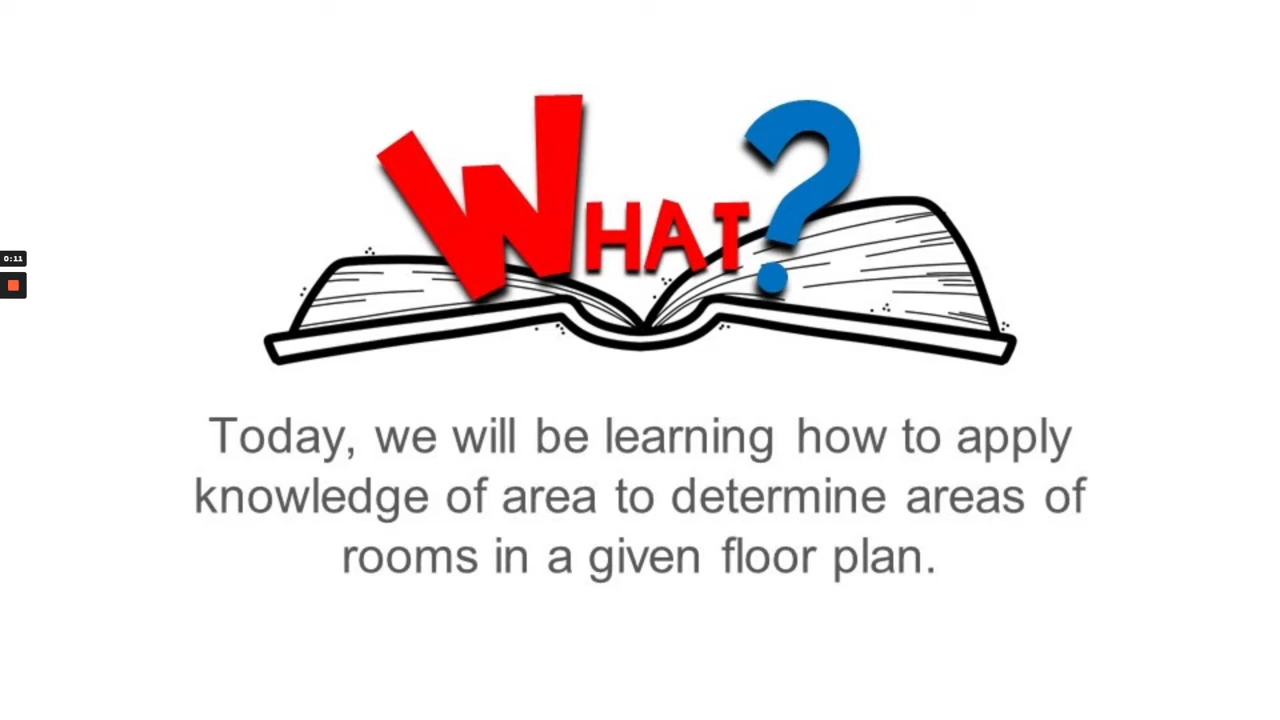 WHAT?
0:11
Today, we will be learning how to apply
knowledge of area to determine areas of
rooms in a given floor plan.